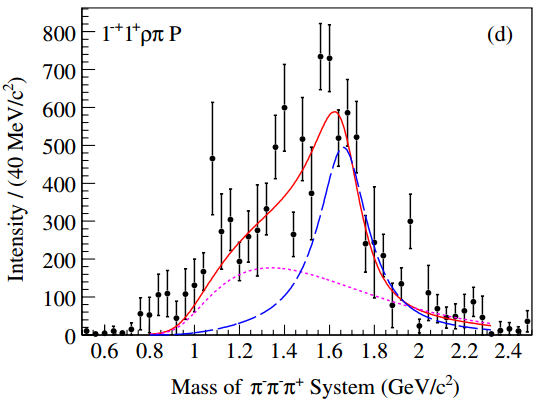 1⁻⁺1⁺ρπ P
(d)
Intensity / (40 MeV/c²)
800
700
600
500
400
300
200
100
0
0.6 0.8 1 1.2 1.4 1.6 1.8 2 2.2 2.4
Mass of π⁻π⁻π⁺ System (GeV/c²)